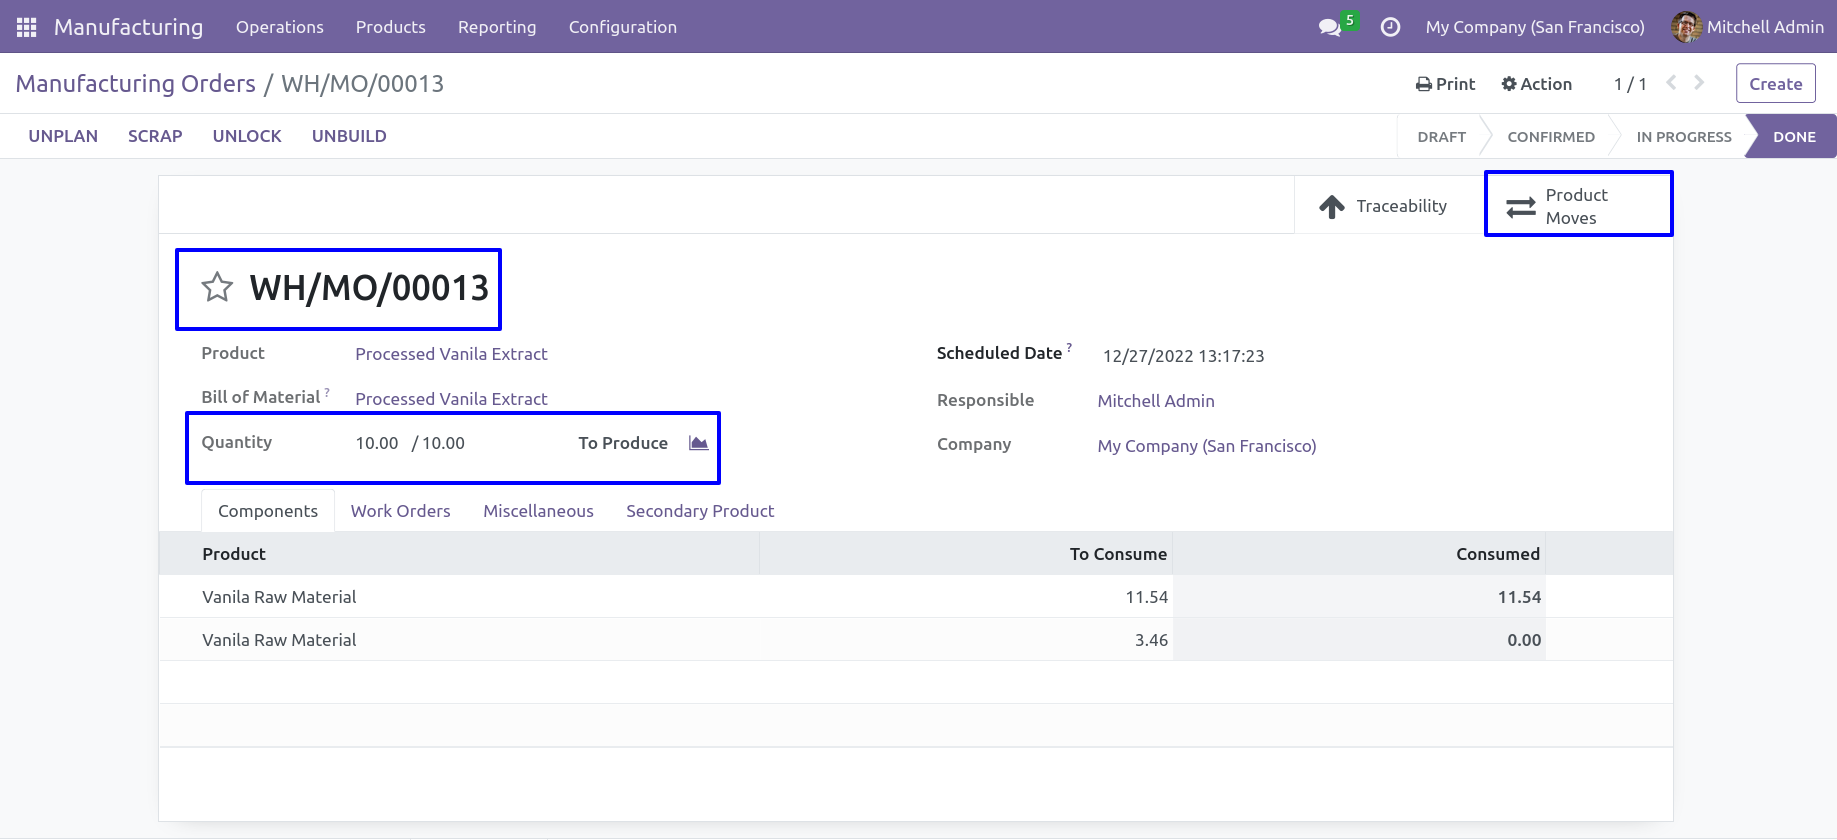 Manufacturing Operations Products Reporting Configuration 5 My Company (San Francisco) Mitchell Admin
Manufacturing Orders / WH/MO/00013 Print Action 1 / 1 Create
UNPLAN SCRAP UNLOCK UNBUILD DRAFT CONFIRMED IN PROGRESS DONE
Traceability Product
Moves
WH/MO/00013
Product Processed Vanila Extract Scheduled Date ? 12/27/2022 13:17:23
Bill of Material ? Processed Vanila Extract Responsible Mitchell Admin
Quantity 10.00 / 10.00 To Produce Company My Company (San Francisco)
Components Work Orders Miscellaneous Secondary Product
Product To Consume Consumed
Vanila Raw Material 11.54 11.54
Vanila Raw Material 3.46 0.00